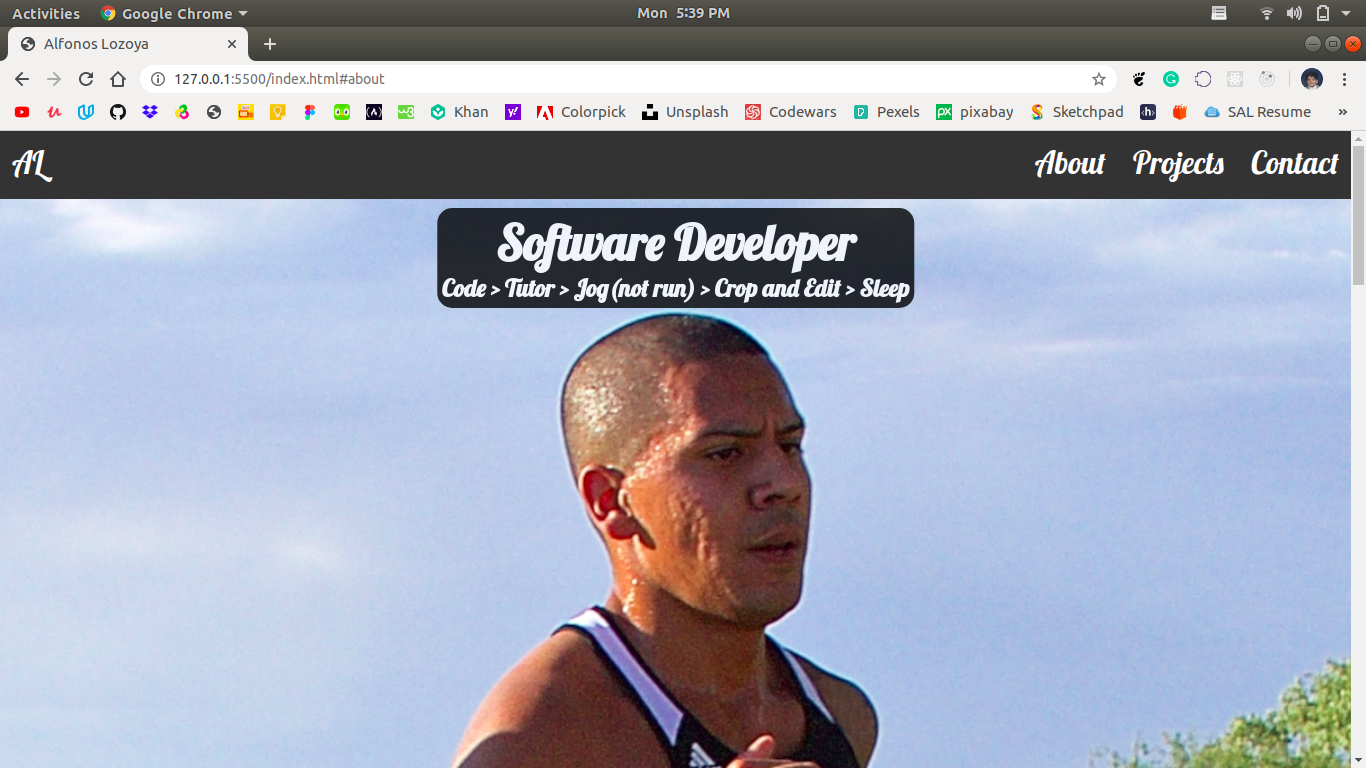 Activities Google Chrome Mon 5:39 PM
Alfonos Lozoya
127.0.0.1:5500/index.html#about
Khan Colorpick Unsplash Codewars Pexels pixabay Sketchpad SAL Resume »
AL About Projects Contact
Software Developer
Code > Tutor > Jog(not run) > Crop and Edit > Sleep